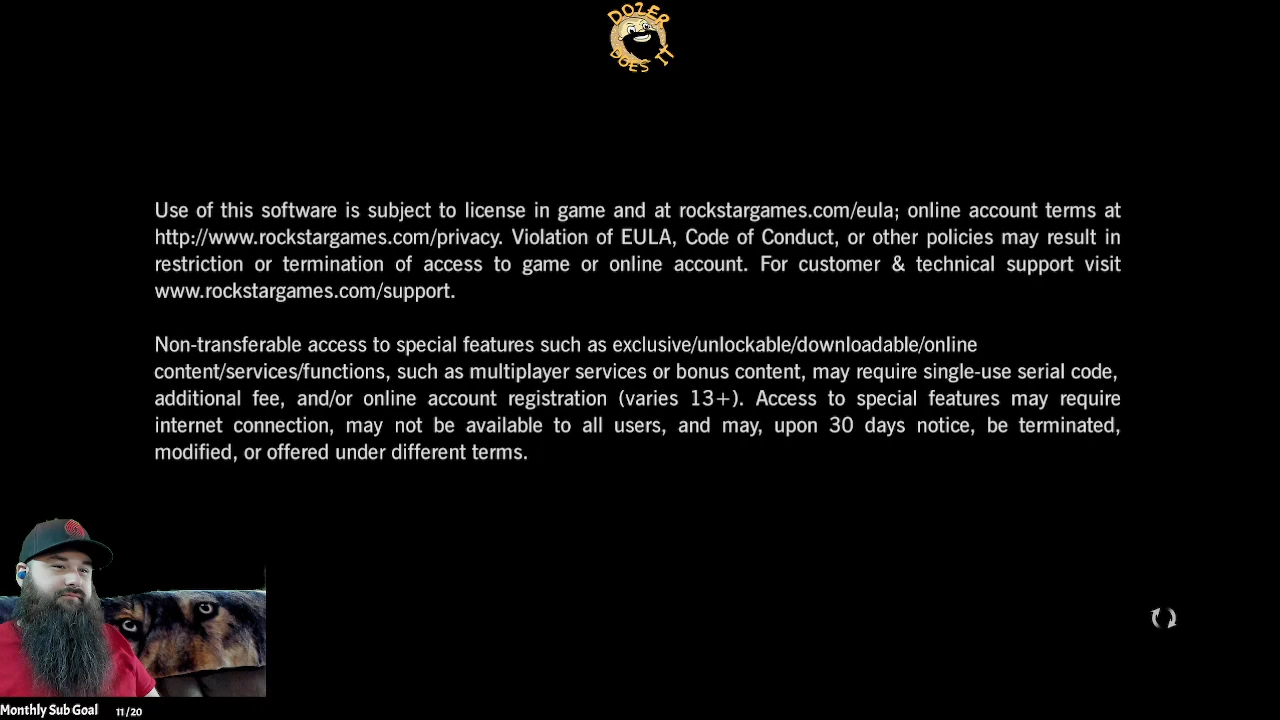 DOZER
DOES IT
Use of this software is subject to license in game and at rockstargames.com/eula; online account terms at
http://www.rockstargames.com/privacy. Violation of EULA, Code of Conduct, or other policies may result in
restriction or termination of access to game or online account. For customer & technical support visit
www.rockstargames.com/support.
Non-transferable access to special features such as exclusive/unlockable/downloadable/online
content/services/functions, such as multiplayer services or bonus content, may require single-use serial code,
additional fee, and/or online account registration (varies 13+). Access to special features may require
internet connection, may not be available to all users, and may, upon 30 days notice, be terminated,
modified, or offered under different terms.
Monthly Sub Goal 11/20